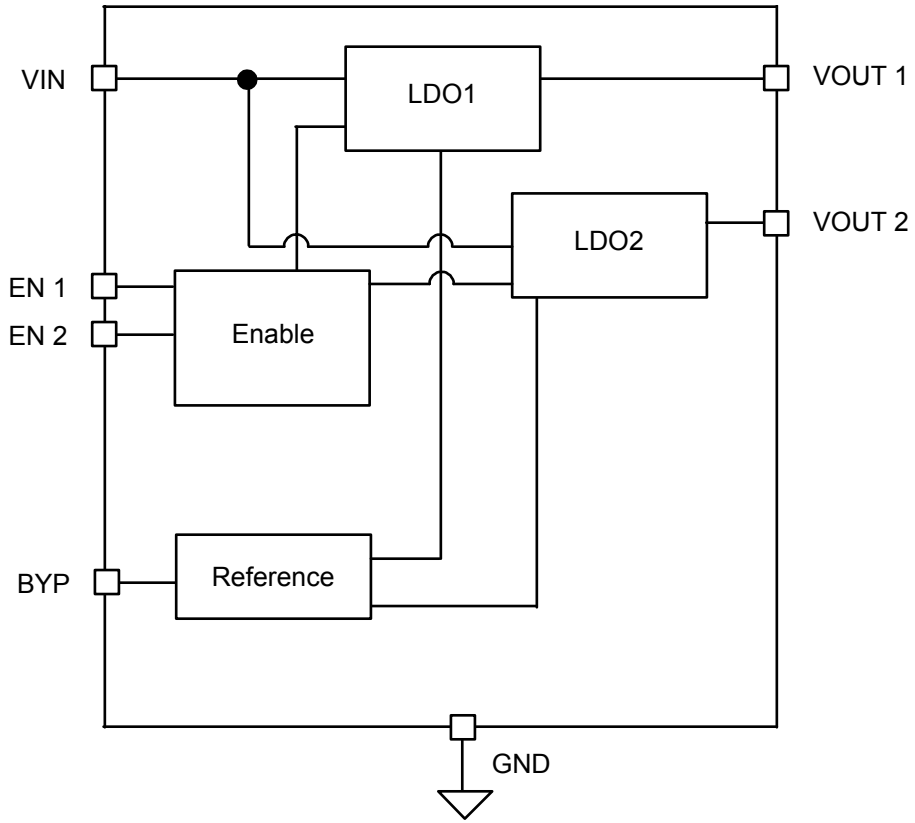 VIN
LDO1
VOUT 1
LDO2
VOUT 2
EN 1
EN 2
Enable
BYP
Reference
GND